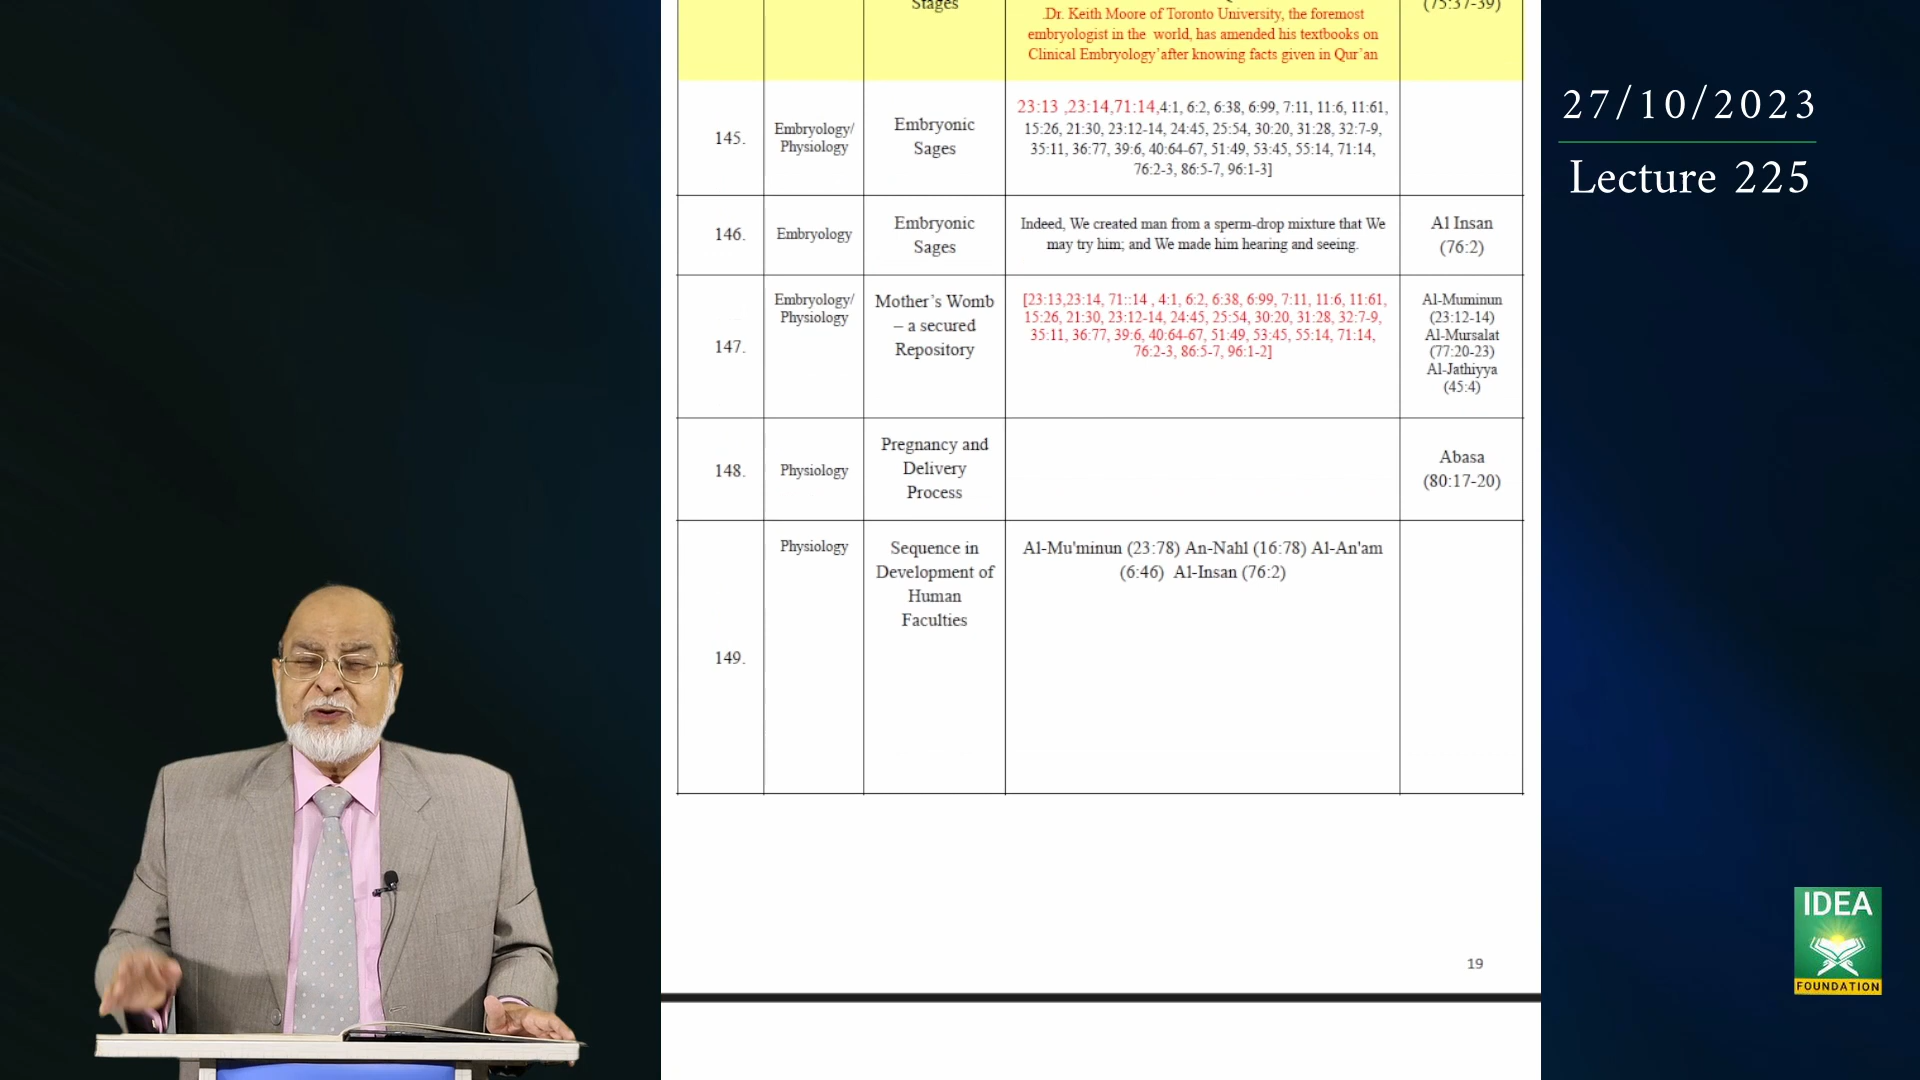 Stages
(75:37-39)
.Dr. Keith Moore of Toronto University, the foremost
embryologist in the world, has amended his textbooks on
Clinical Embryology'after knowing facts given in Qur'an
145.
Embryology/
Physiology
Embryonic
Sages
23:13 ,23:14,71:14,4:1, 6:2, 6:38, 6:99, 7:11, 11:6, 11:61,
15:26, 21:30, 23:12-14, 24:45, 25:54, 30:20, 31:28, 32:7-9,
35:11, 36:77, 39:6, 40:64-67, 51:49, 53:45, 55:14, 71:14,
76:2-3, 86:5-7, 96:1-3]
146.
Embryology
Embryonic
Sages
Indeed, We created man from a sperm-drop mixture that We
may try him; and We made him hearing and seeing.
Al Insan
(76:2)
147.
Embryology/
Physiology
Mother's Womb
– a secured
Repository
[23:13,23:14, 71::14 , 4:1, 6:2, 6:38, 6:99, 7:11, 11:6, 11:61,
15:26, 21:30, 23:12-14, 24:45, 25:54, 30:20, 31:28, 32:7-9,
35:11, 36:77, 39:6, 40:64-67, 51:49, 53:45, 55:14, 71:14,
76:2-3, 86:5-7, 96:1-2]
Al-Muminun
(23:12-14)
Al-Mursalat
(77:20-23)
Al-Jathiyya
(45:4)
148.
Physiology
Pregnancy and
Delivery
Process
Abasa
(80:17-20)
149.
Physiology
Sequence in
Development of
Human
Faculties
Al-Mu'minun (23:78) An-Nahl (16:78) Al-An'am
(6:46) Al-Insan (76:2)
19
27/10/2023
Lecture 225
IDEA
FOUNDATION